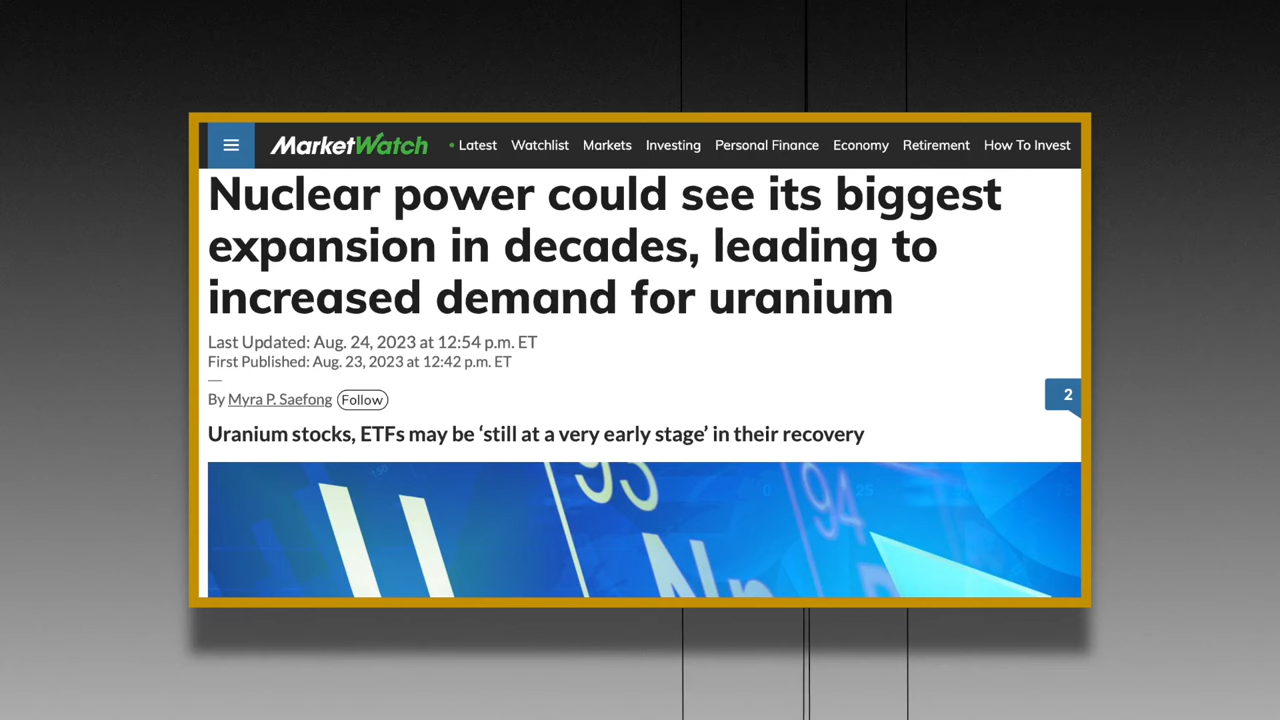 MarketWatch • Latest Watchlist Markets Investing Personal Finance Economy Retirement How To Invest
Nuclear power could see its biggest
expansion in decades, leading to
increased demand for uranium
Last Updated: Aug. 24, 2023 at 12:54 p.m. ET
First Published: Aug. 23, 2023 at 12:42 p.m. ET
—
By Myra P. Saefong Follow
2
Uranium stocks, ETFs may be ‘still at a very early stage’ in their recovery
93
94
U
Np